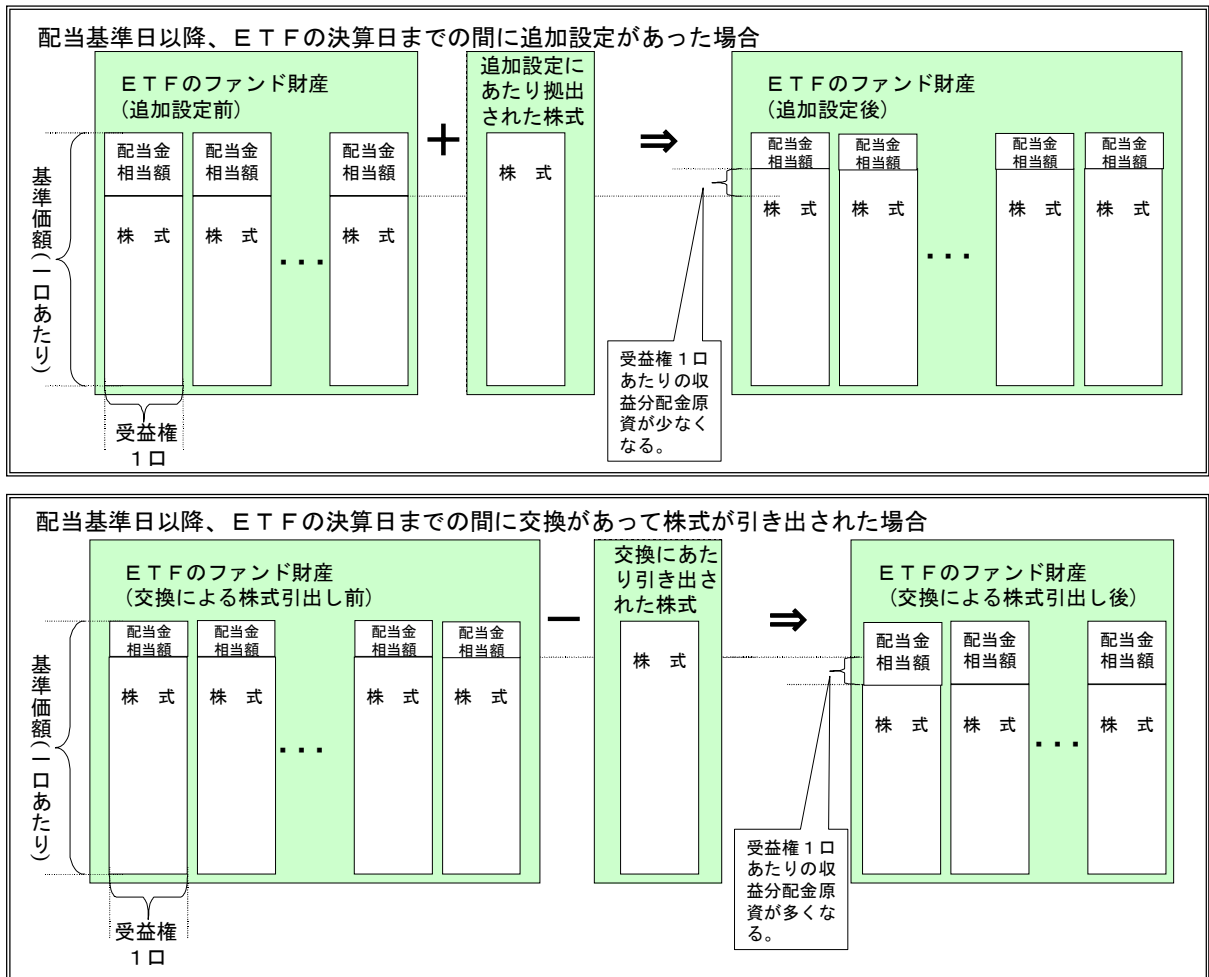 配当基準日以降、ＥＴＦの決算日までの間に追加設定があった場合
ＥＴＦのファンド財産
（追加設定前）
配当金
相当額
株　式
配当金
相当額
株　式
・・・
配当金
相当額
株　式
基準価額（一口あたり）
受益権
１口
＋
追加設定に
あたり拠出
された株式
株　式
⇒
ＥＴＦのファンド財産
（追加設定後）
配当金
相当額
株　式
配当金
相当額
株　式
・・・
配当金
相当額
株　式
配当金
相当額
株　式
受益権１口
あたりの収
益分配金原
資が少なく
なる。
配当基準日以降、ＥＴＦの決算日までの間に交換があって株式が引き出された場合
ＥＴＦのファンド財産
（交換による株式引出し前）
配当金
相当額
株　式
配当金
相当額
株　式
・・・
配当金
相当額
株　式
配当金
相当額
株　式
基準価額（一口あたり）
受益権
１口
－
交換にあた
り引き出さ
れた株式
株　式
⇒
ＥＴＦのファンド財産
（交換による株式引出し後）
配当金
相当額
株　式
配当金
相当額
株　式
・・・
配当金
相当額
株　式
受益権１口
あたりの収
益分配金原
資が多くな
る。